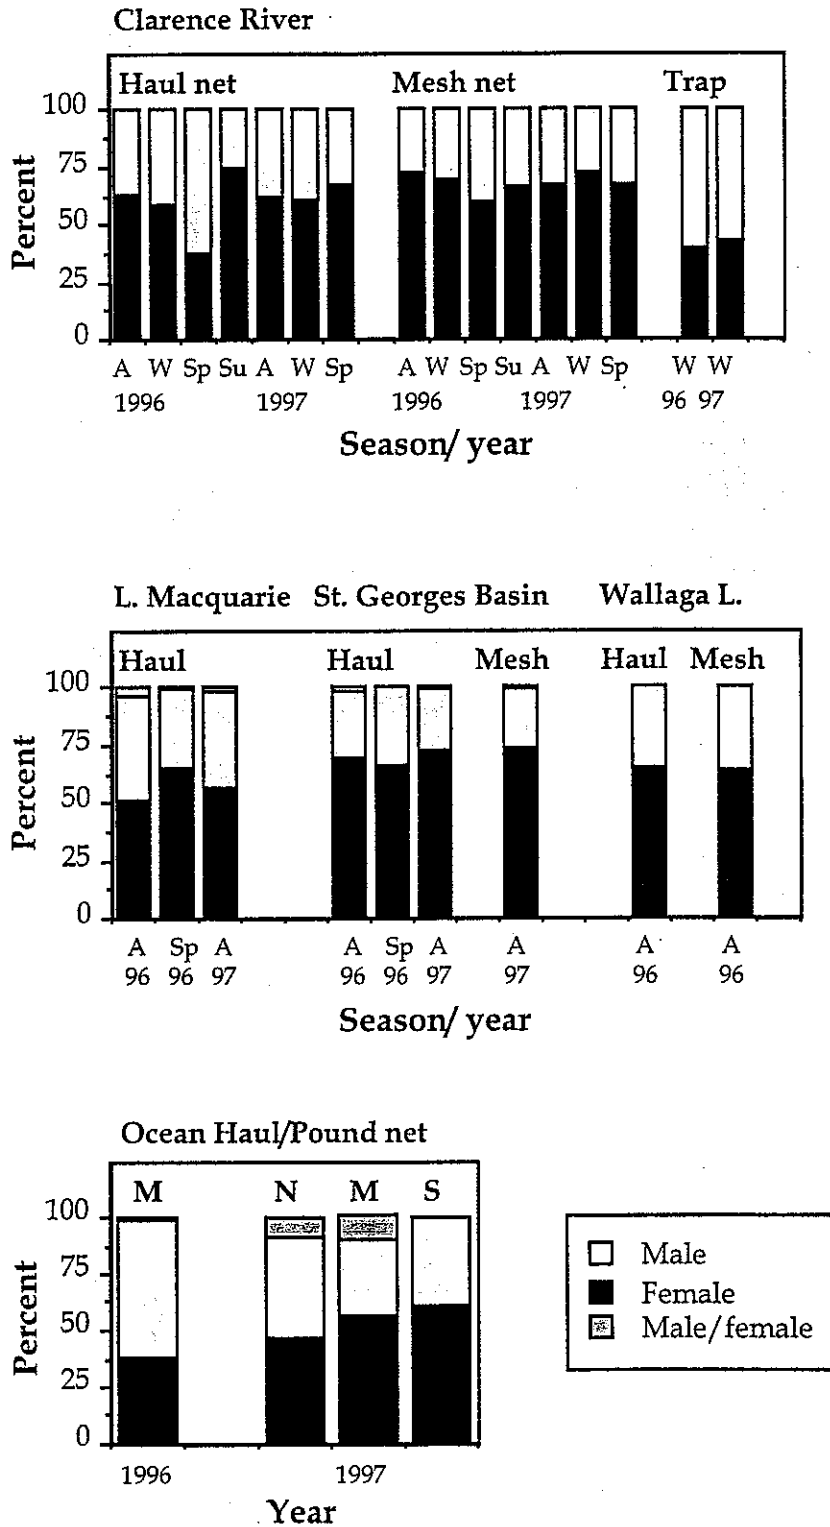 Clarence River
Haul net Mesh net Trap
100
75
50
25
0
Percent
A W Sp Su A W Sp A W Sp Su A W Sp W W
1996 1997 1996 1997 96 97
Season/ year
L. Macquarie St. Georges Basin Wallaga L.
Haul Haul Mesh Haul Mesh
100
75
50
25
0
Percent
A Sp A A Sp A A A A
96 96 97 96 96 97 97 96 96
Season/ year
Ocean Haul/Pound net
M N M S
100
75
50
25
0
Percent
1996 1997
Year
Male
Female
Male/female